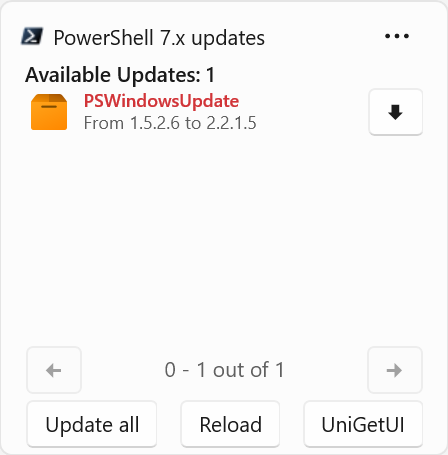 PowerShell 7.x updates
Available Updates: 1
PSWindowsUpdate
From 1.5.2.6 to 2.2.1.5
0 - 1 out of 1
Update all
Reload
UniGetUI